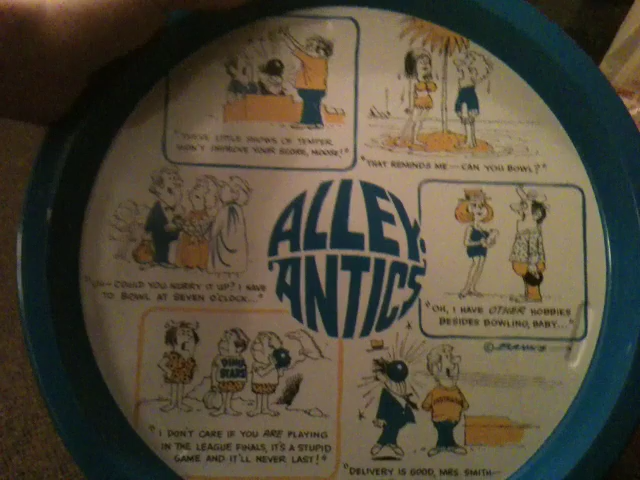 "THESE LITTLE SHOWS OF TEMPER
WON'T IMPROVE YOUR SCORE, MOOSE!"
"THAT REMINDS ME — CAN YOU BOWL?"
ALLEY
ANTICS
"UH — COULD YOU HURRY IT UP? I HAVE
TO BOWL AT SEVEN O'CLOCK..."
"OH, I HAVE OTHER HOBBIES
BESIDES BOWLING, BABY..."
©
STARS
"I DON'T CARE IF YOU ARE PLAYING
IN THE LEAGUE FINALS, IT'S A STUPID
GAME AND IT'LL NEVER LAST!"
"DELIVERY IS GOOD, MRS. SMITH—